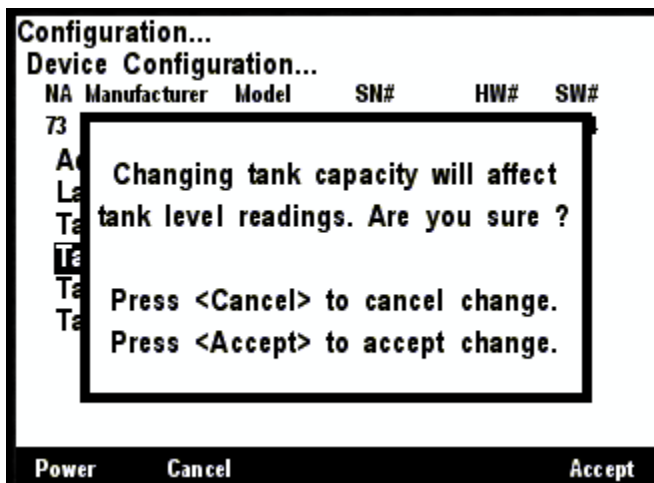 Configuration...
Device Configuration...
NA Manufacturer Model SN# HW# SW#
73
Changing tank capacity will affect
tank level readings. Are you sure ?
Press <Cancel> to cancel change.
Press <Accept> to accept change.
Power Cancel Accept